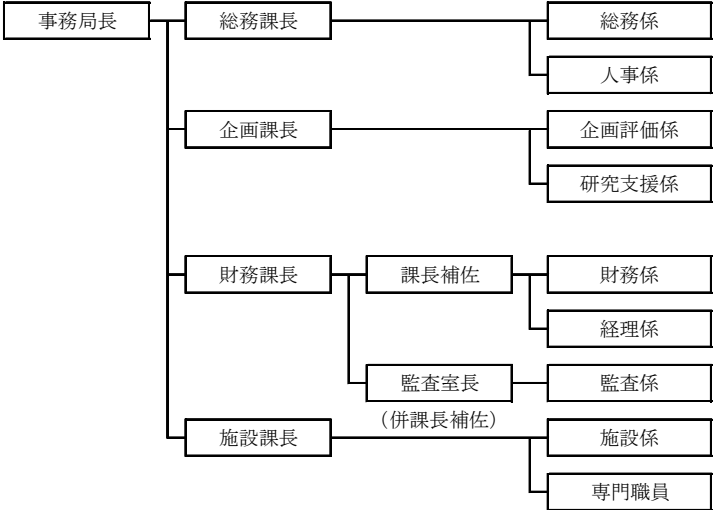 事務局長 総務課長 総務係
人事係
企画課長 企画評価係
研究支援係
財務課長 課長補佐 財務係
経理係
監査室長 監査係
（併課長補佐）
施設課長 施設係
専門職員